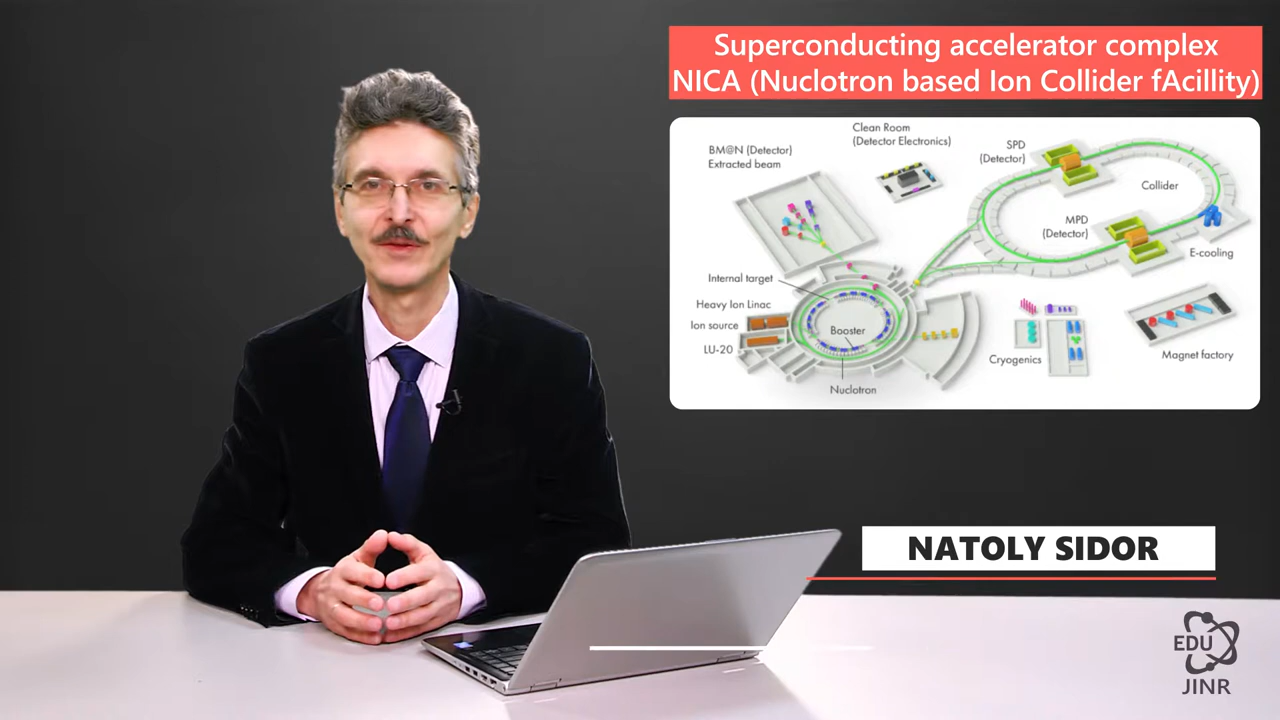 Superconducting accelerator complex
NICA (Nuclotron based Ion Collider fAcillity)
Clean Room
(Detector Electronics)
BM@N (Detector)
Extracted beam
SPD
(Detector)
Collider
MPD
(Detector)
E-cooling
Internal target
Heavy Ion Linac
Ion source
LU-20
Booster
Nuclotron
Cryogenics
Magnet factory
NATOLY SIDOR
EDU
JINR